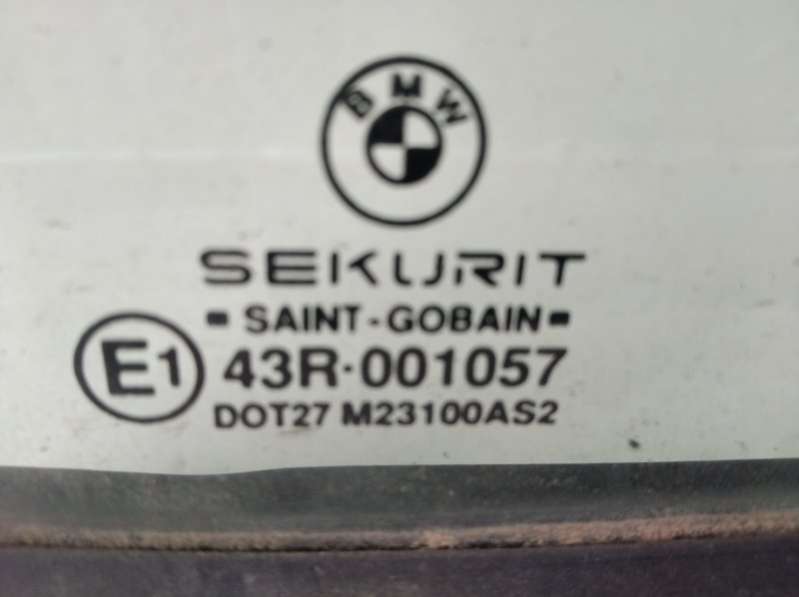 BMW
SEKURIT
SAINT-GOBAIN
E1 43R·001057
DOT27 M23100AS2